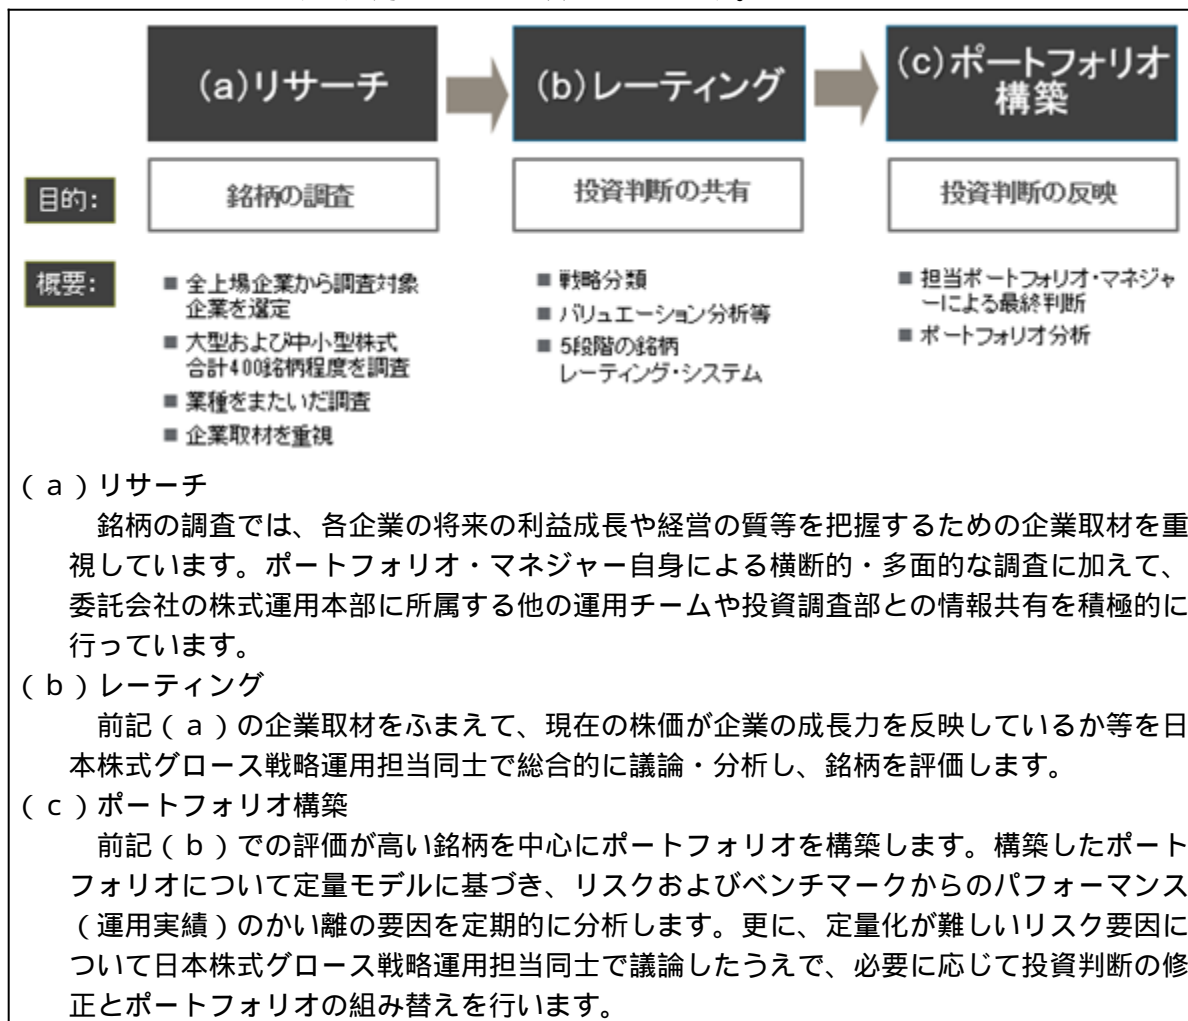 (a)リサーチ
(b)レーティング
(c)ポートフォリオ
構築
目的:
銘柄の調査
投資判断の共有
投資判断の反映
概要:
■ 全上場企業から調査対象
企業を選定
■ 大型および中小型株式
合計400銘柄程度を調査
■ 業種をまたいだ調査
■ 企業取材を重視
■ 戦略分類
■ バリュエーション分析等
■ 5段階の銘柄
レーティング・システム
■ 担当ポートフォリオ・マネジャ
ーによる最終判断
■ ポートフォリオ分析
(a)リサーチ
銘柄の調査では、各企業の将来の利益成長や経営の質等を把握するための企業取材を重
視しています。ポートフォリオ・マネジャー自身による横断的・多面的な調査に加えて、
委託会社の株式運用本部に所属する他の運用チームや投資調査部との情報共有を積極的に
行っています。
(b)レーティング
前記(a)の企業取材をふまえて、現在の株価が企業の成長力を反映しているか等を日
本株式グロース戦略運用担当同士で総合的に議論・分析し、銘柄を評価します。
(c)ポートフォリオ構築
前記(b)での評価が高い銘柄を中心にポートフォリオを構築します。構築したポート
フォリオについて定量モデルに基づき、リスクおよびベンチマークからのパフォーマンス
(運用実績)のかい離の要因を定期的に分析します。更に、定量化が難しいリスク要因に
ついて日本株式グロース戦略運用担当同士で議論したうえで、必要に応じて投資判断の修
正とポートフォリオの組み替えを行います。